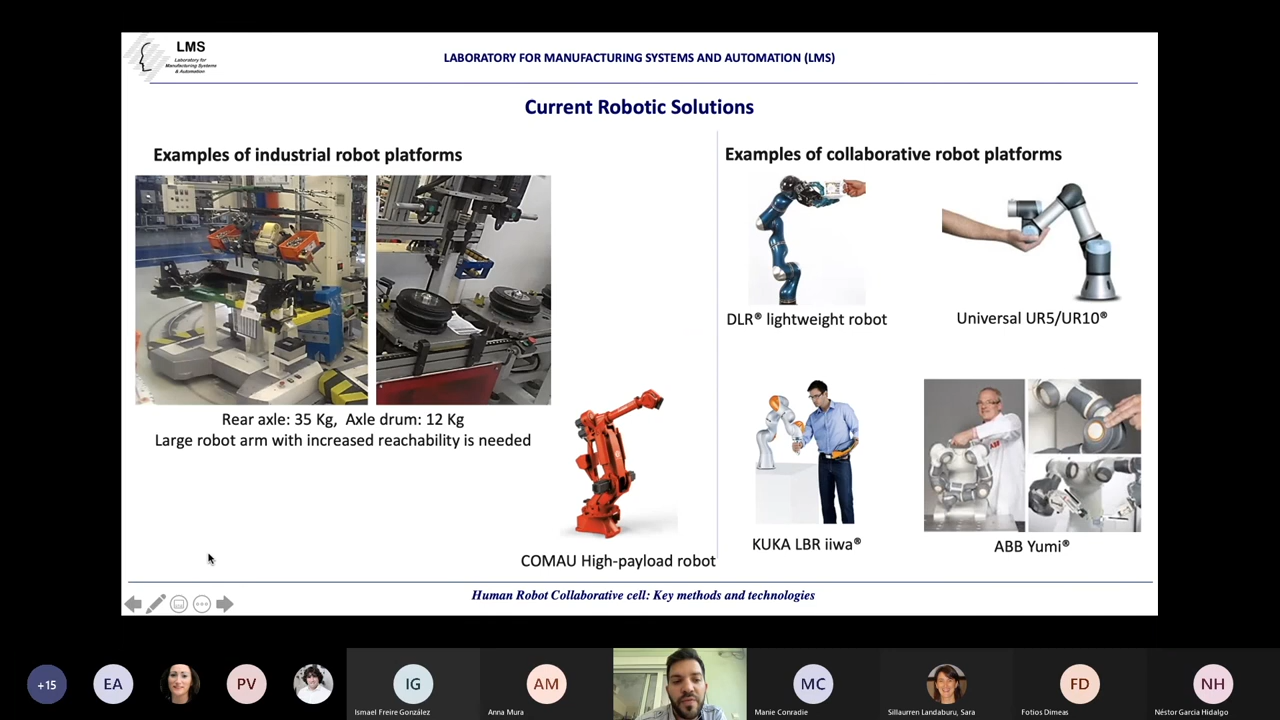 LMS
Laboratory for
Manufacturing Systems
& Automation
LABORATORY FOR MANUFACTURING SYSTEMS AND AUTOMATION (LMS)
Current Robotic Solutions
Examples of industrial robot platforms
Rear axle: 35 Kg, Axle drum: 12 Kg
Large robot arm with increased reachability is needed
COMAU High-payload robot
Examples of collaborative robot platforms
DLR® lightweight robot
Universal UR5/UR10®
KUKA LBR iiwa®
ABB Yumi®
Human Robot Collaborative cell: Key methods and technologies
+15
EA
PV
IG
Ismael Freire González
AM
Anna Mura
MC
Manie Conradie
Sillaurren Landaburu, Sara
FD
Fotios Dimeas
NH
Néstor García Hidalgo